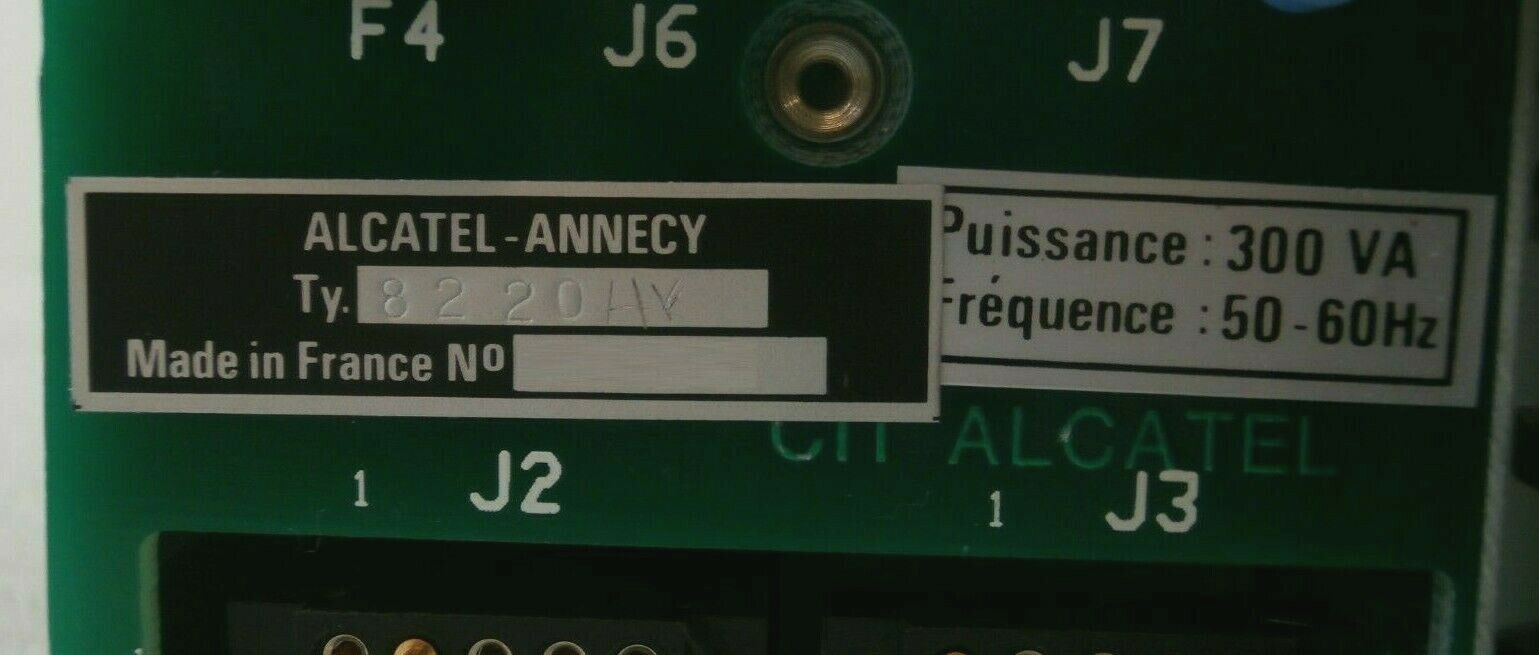 F4 J6 J7
ALCATEL-ANNECY
Ty. 8220HV
Made in France Nº
Puissance : 300 VA
Fréquence : 50-60Hz
CIT ALCATEL
1 J2
1 J3